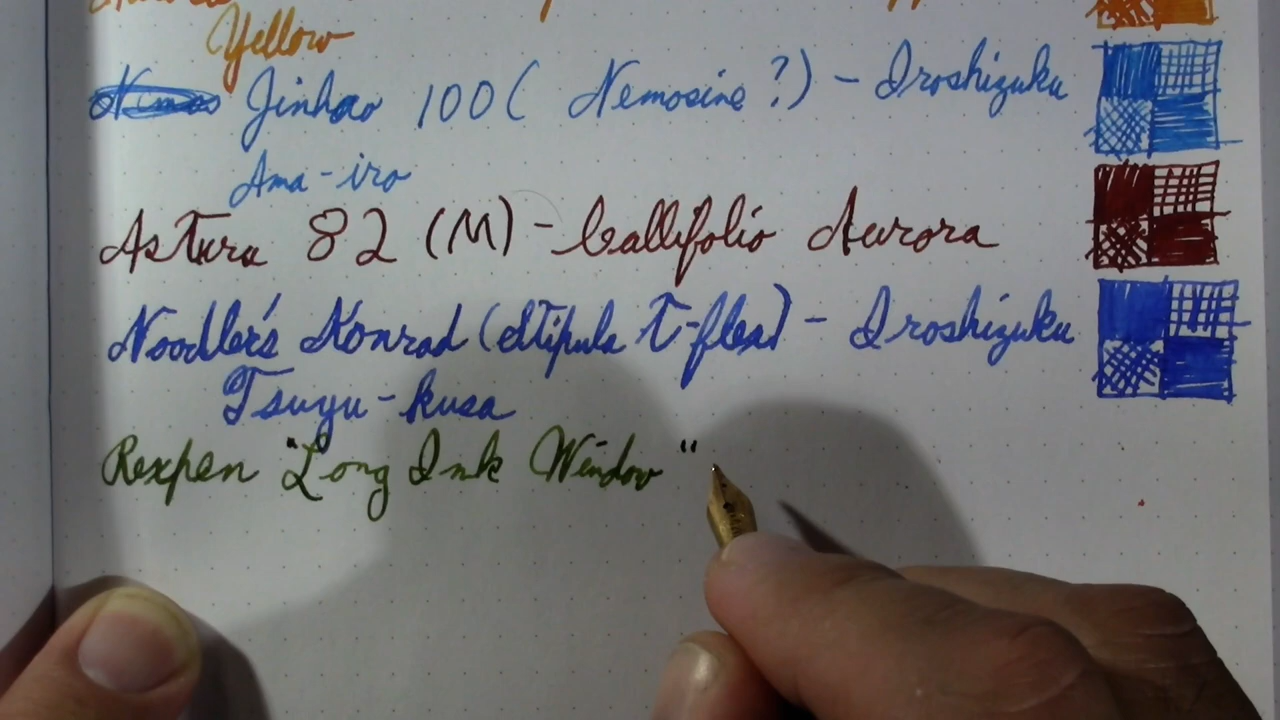 Yellow
Jinhao 100 ( Nemosine ?) - Iroshizuku
Ama-iro
Astura 82 (M) - Callifolio Aurora
Noodler's Konrad (Stipula T-flex) - Iroshizuku
Tsuyu-kusa
Rexpen "Long Ink Window "